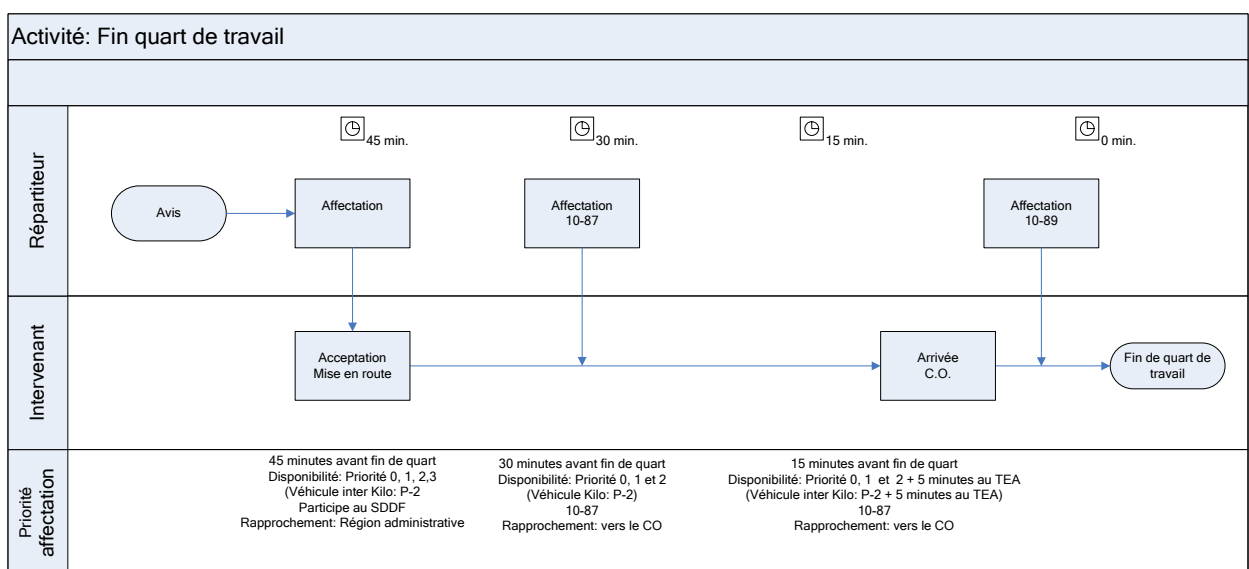 Activité: Fin quart de travail
Répartiteur
45 min.
30 min.
15 min.
0 min.
Avis
Affectation
Affectation
10-87
Affectation
10-89
Intervenant
Acceptation
Mise en route
Arrivée
C.O.
Fin de quart de
travail
Priorité
affectation
45 minutes avant fin de quart
Disponibilité: Priorité 0, 1, 2,3
(Véhicule inter Kilo: P-2
Participe au SDDF
Rapprochement: Région administrative
30 minutes avant fin de quart
Disponibilité: Priorité 0, 1 et 2
(Véhicule Kilo: P-2)
10-87
Rapprochement: vers le CO
15 minutes avant fin de quart
Disponibilité: Priorité 0, 1 et 2 + 5 minutes au TEA
(Véhicule inter Kilo: P-2 + 5 minutes au TEA)
10-87
Rapprochement: vers le CO